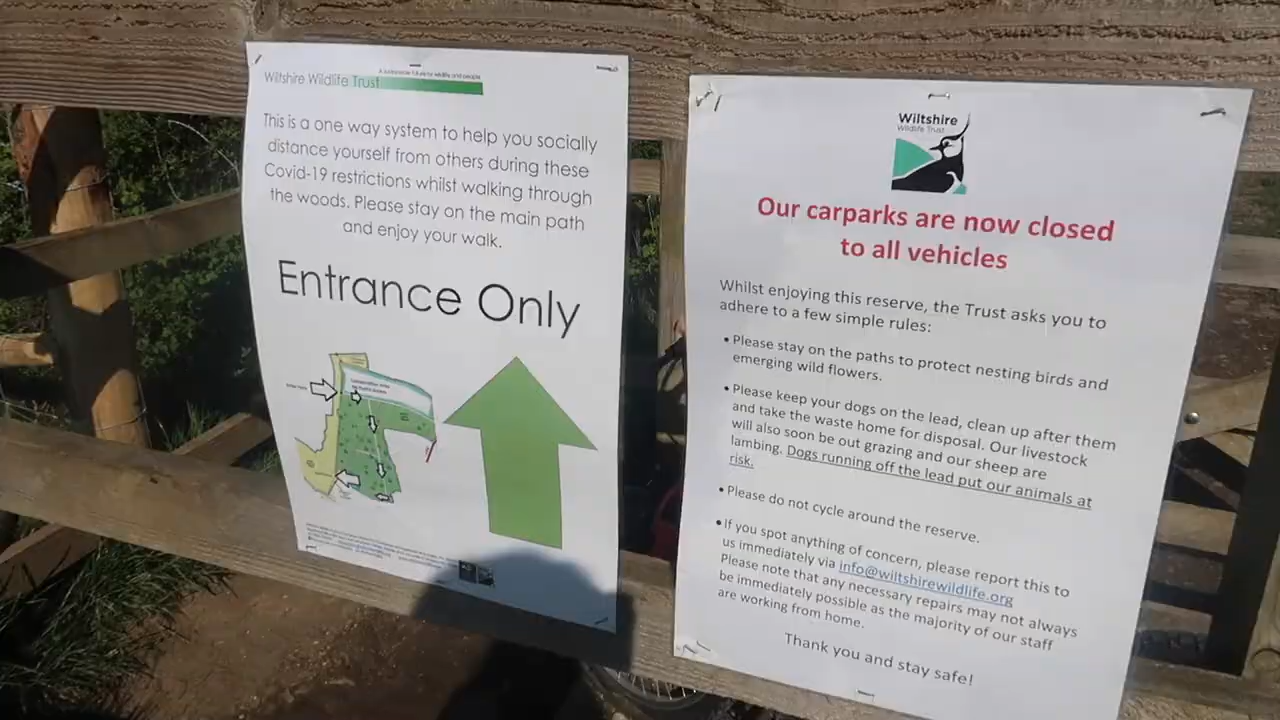 Wiltshire Wildlife Trust
This is a one way system to help you socially
distance yourself from others during these
Covid-19 restrictions whilst walking through
the woods. Please stay on the main path
and enjoy your walk.
Entrance Only
Wiltshire
Wildlife Trust
Our carparks are now closed
to all vehicles
Whilst enjoying this reserve, the Trust asks you to
adhere to a few simple rules:
• Please stay on the paths to protect nesting birds and
emerging wild flowers.
• Please keep your dogs on the lead, clean up after them
and take the waste home for disposal. Our livestock
will also soon be out grazing and our sheep are
lambing. Dogs running off the lead put our animals at
risk.
• Please do not cycle around the reserve.
• If you spot anything of concern, please report this to
us immediately via info@wiltshirewildlife.org
Please note that any necessary repairs may not always
be immediately possible as the majority of our staff
are working from home.
Thank you and stay safe!